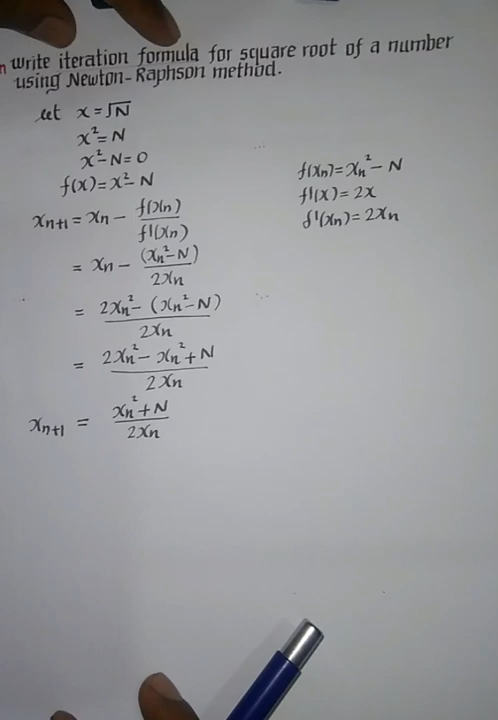 n write iteration formula for square root of a number
using Newton-Raphson method.
let x = √N
x² = N
x² - N = 0
f(x) = x² - N
xₙ₊₁ = xₙ - f(xₙ) / f'(xₙ)
= xₙ - (xₙ² - N) / 2xₙ
= 2xₙ² - (xₙ² - N) / 2xₙ
= 2xₙ² - xₙ² + N / 2xₙ
xₙ₊₁ = xₙ² + N / 2xₙ
f(xₙ) = xₙ² - N
f'(x) = 2x
f'(xₙ) = 2xₙ